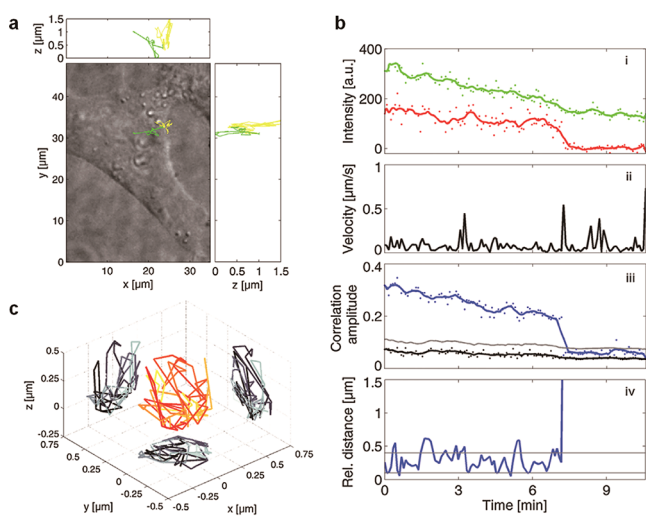 a
z [μm]
1.5
1
0.5
0
y [μm]
48
40
30
20
10
0
0
10
20
30
x [μm]
0
0.5
1
1.5
z [μm]
b
Intensity [a.u.]
400
200
0
i
Velocity [μm/s]
1
0.5
0
ii
Correlation
amplitude
0.4
0.2
0
iii
Rel. distance [μm]
1.5
1.0
0.5
0
iv
0
3
6
9
Time [min]
c
z [μm]
0.5
0.25
0
-0.25
0.75
0.5
0.25
0
-0.25
-0.5
y [μm]
-0.5
-0.25
0
0.25
0.5
0.75
x [μm]